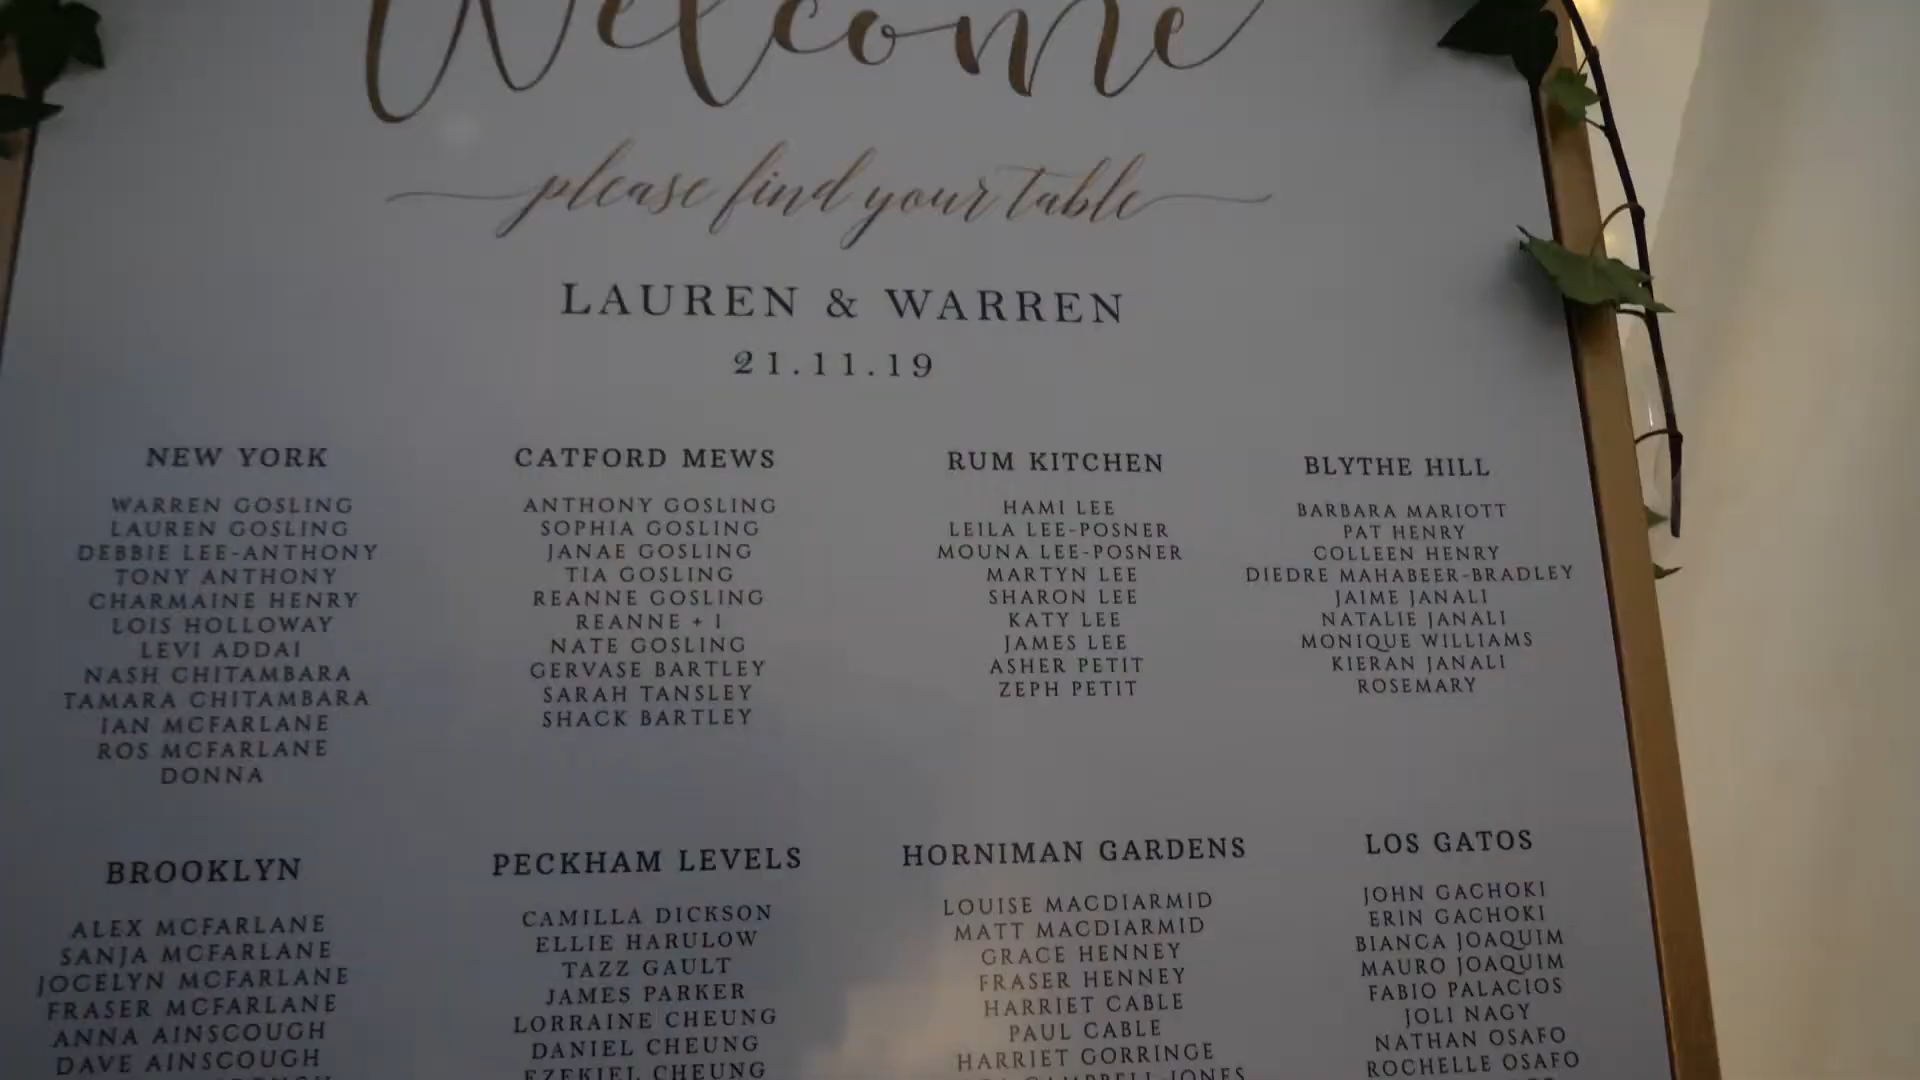 Welcome
please find your table
LAUREN & WARREN
21.11.19
NEW YORK
WARREN GOSLING
LAUREN GOSLING
DEBBIE LEE-ANTHONY
TONY ANTHONY
CHARMAINE HENRY
LOIS HOLLOWAY
LEVI ADDAI
NASH CHITAMBARA
TAMARA CHITAMBARA
IAN MCFARLANE
ROS MCFARLANE
DONNA
CATFORD MEWS
ANTHONY GOSLING
SOPHIA GOSLING
JANAE GOSLING
TIA GOSLING
REANNE GOSLING
REANNE + 1
NATE GOSLING
GERVASE BARTLEY
SARAH TANSLEY
SHACK BARTLEY
RUM KITCHEN
HAMI LEE
LEILA LEE-POSNER
MOUNA LEE-POSNER
MARTYN LEE
SHARON LEE
KATY LEE
JAMES LEE
ASHER PETIT
ZEPH PETIT
BLYTHE HILL
BARBARA MARIOTT
PAT HENRY
COLLEEN HENRY
DIEDRE MAHABEER-BRADLEY
JAIME JANALI
NATALIE JANALI
MONIQUE WILLIAMS
KIERAN JANALI
ROSEMARY
BROOKLYN
ALEX MCFARLANE
SANJA MCFARLANE
JOCELYN MCFARLANE
FRASER MCFARLANE
ANNA AINSCOUGH
DAVE AINSCOUGH
PECKHAM LEVELS
CAMILLA DICKSON
ELLIE HARULOW
TAZZ GAULT
JAMES PARKER
LORRAINE CHEUNG
DANIEL CHEUNG
EZEKIEL CHEUNG
HORNIMAN GARDENS
LOUISE MACDIARMID
MATT MACDIARMID
GRACE HENNEY
FRASER HENNEY
HARRIET CABLE
PAUL CABLE
HARRIET GORRINGE
CAMPBELL-JONES
LOS GATOS
JOHN GACHOKI
ERIN GACHOKI
BIANCA JOAQUIM
MAURO JOAQUIM
FABIO PALACIOS
JOLI NAGY
NATHAN OSAFO
ROCHELLE OSAFO